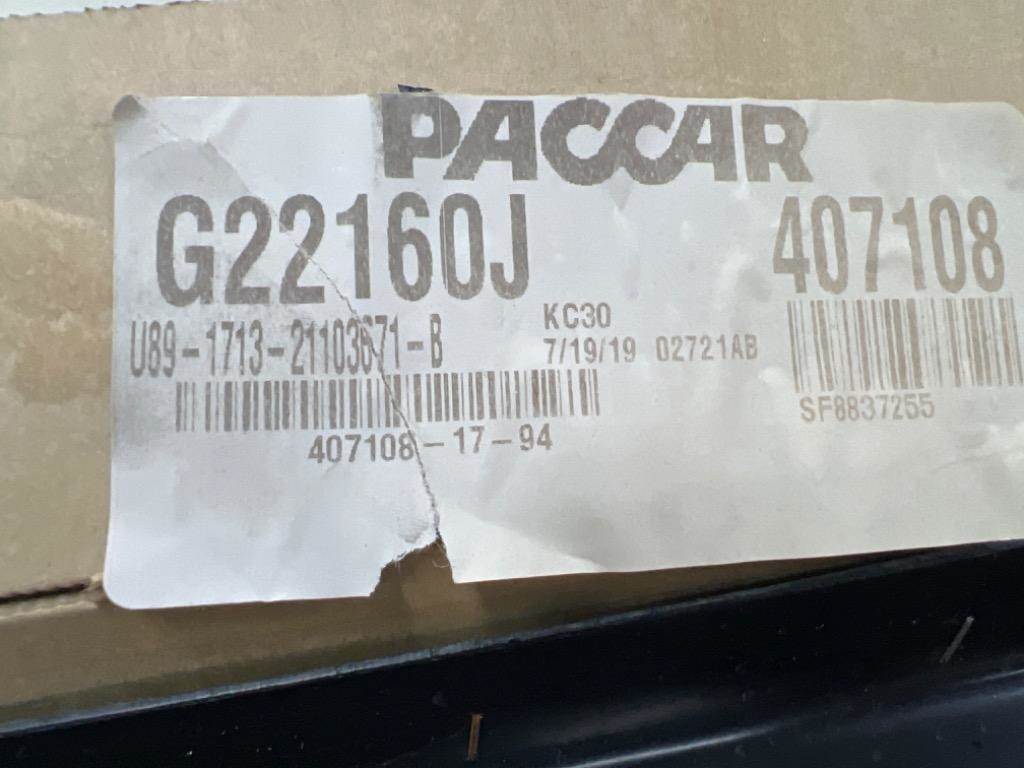 PACCAR
G22160J 407108
U89-1713-21103671-B KC30
7/19/19 02721AB
407108-17-94
SF8837255